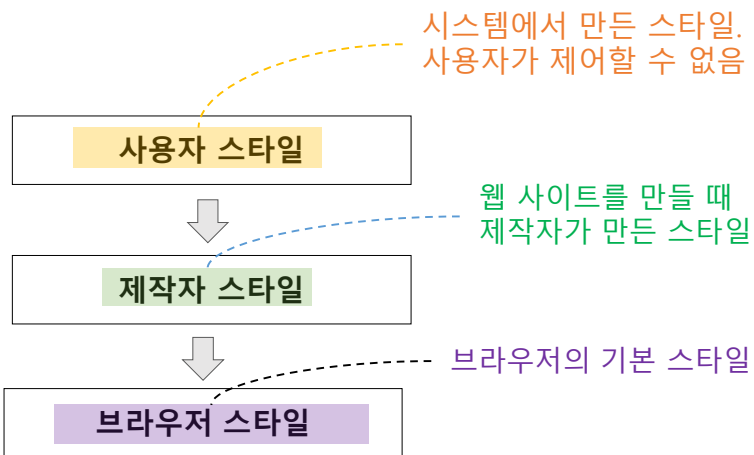 시스템에서 만든 스타일.
사용자가 제어할 수 없음
사용자 스타일
웹 사이트를 만들 때
제작자가 만든 스타일
제작자 스타일
브라우저의 기본 스타일
브라우저 스타일